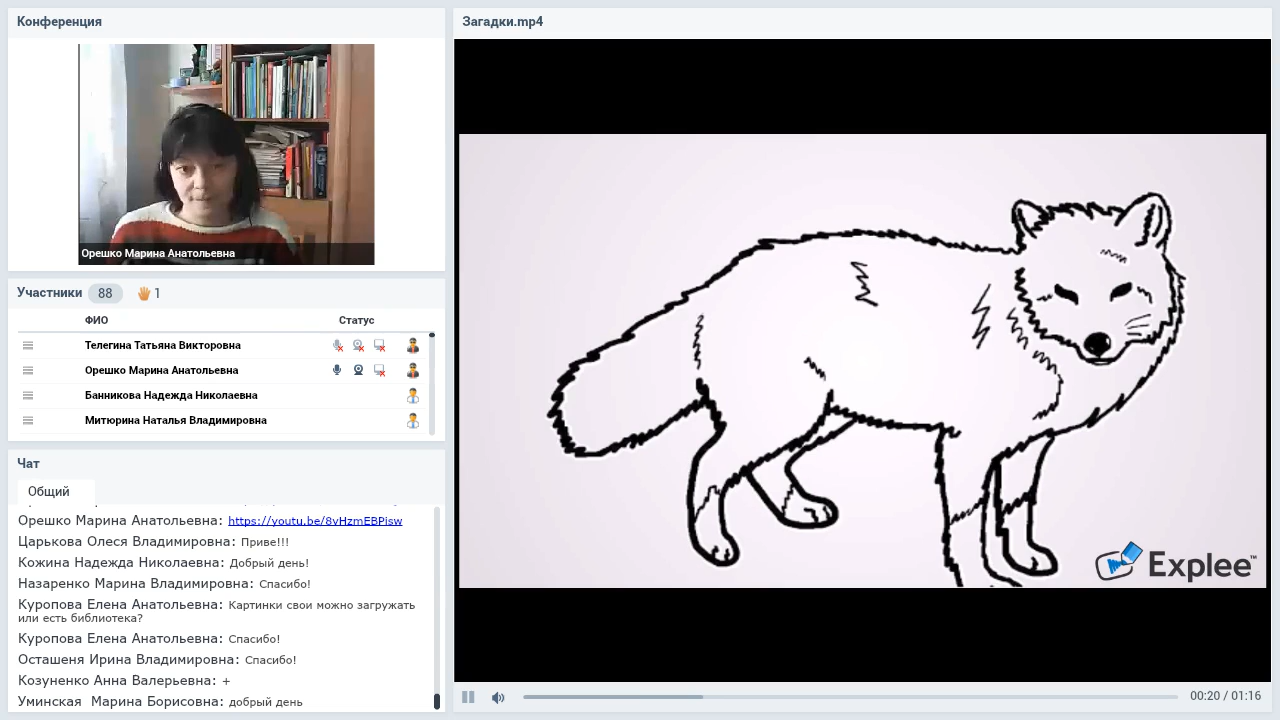 Конференция
Орешко Марина Анатольевна
Участники 88 1
ФИО Статус
Телегина Татьяна Викторовна
Орешко Марина Анатольевна
Банникова Надежда Николаевна
Митюрина Наталья Владимировна
Чат
Общий
Орешко Марина Анатольевна: https://youtu.be/8vHzmEBPisw
Царькова Олеся Владимировна: Приве!!!
Кожина Надежда Николаевна: Добрый день!
Назаренко Марина Владимировна: Спасибо!
Куропова Елена Анатольевна: Картинки свои можно загружать
или есть библиотека?
Куропова Елена Анатольевна: Спасибо!
Осташеня Ирина Владимировна: Спасибо!
Козуненко Анна Валерьевна: +
Уминская Марина Борисовна: добрый день
Загадки.mp4
Explee™
00:20 / 01:16